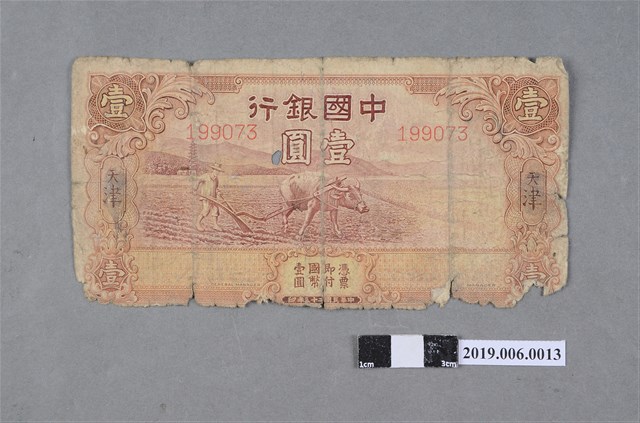 中國銀行
壹 壹
199073 199073
壹圓
天津 天津
憑票
即付
國幣
壹圓
壹 壹
2019.006.0013
1cm 3cm